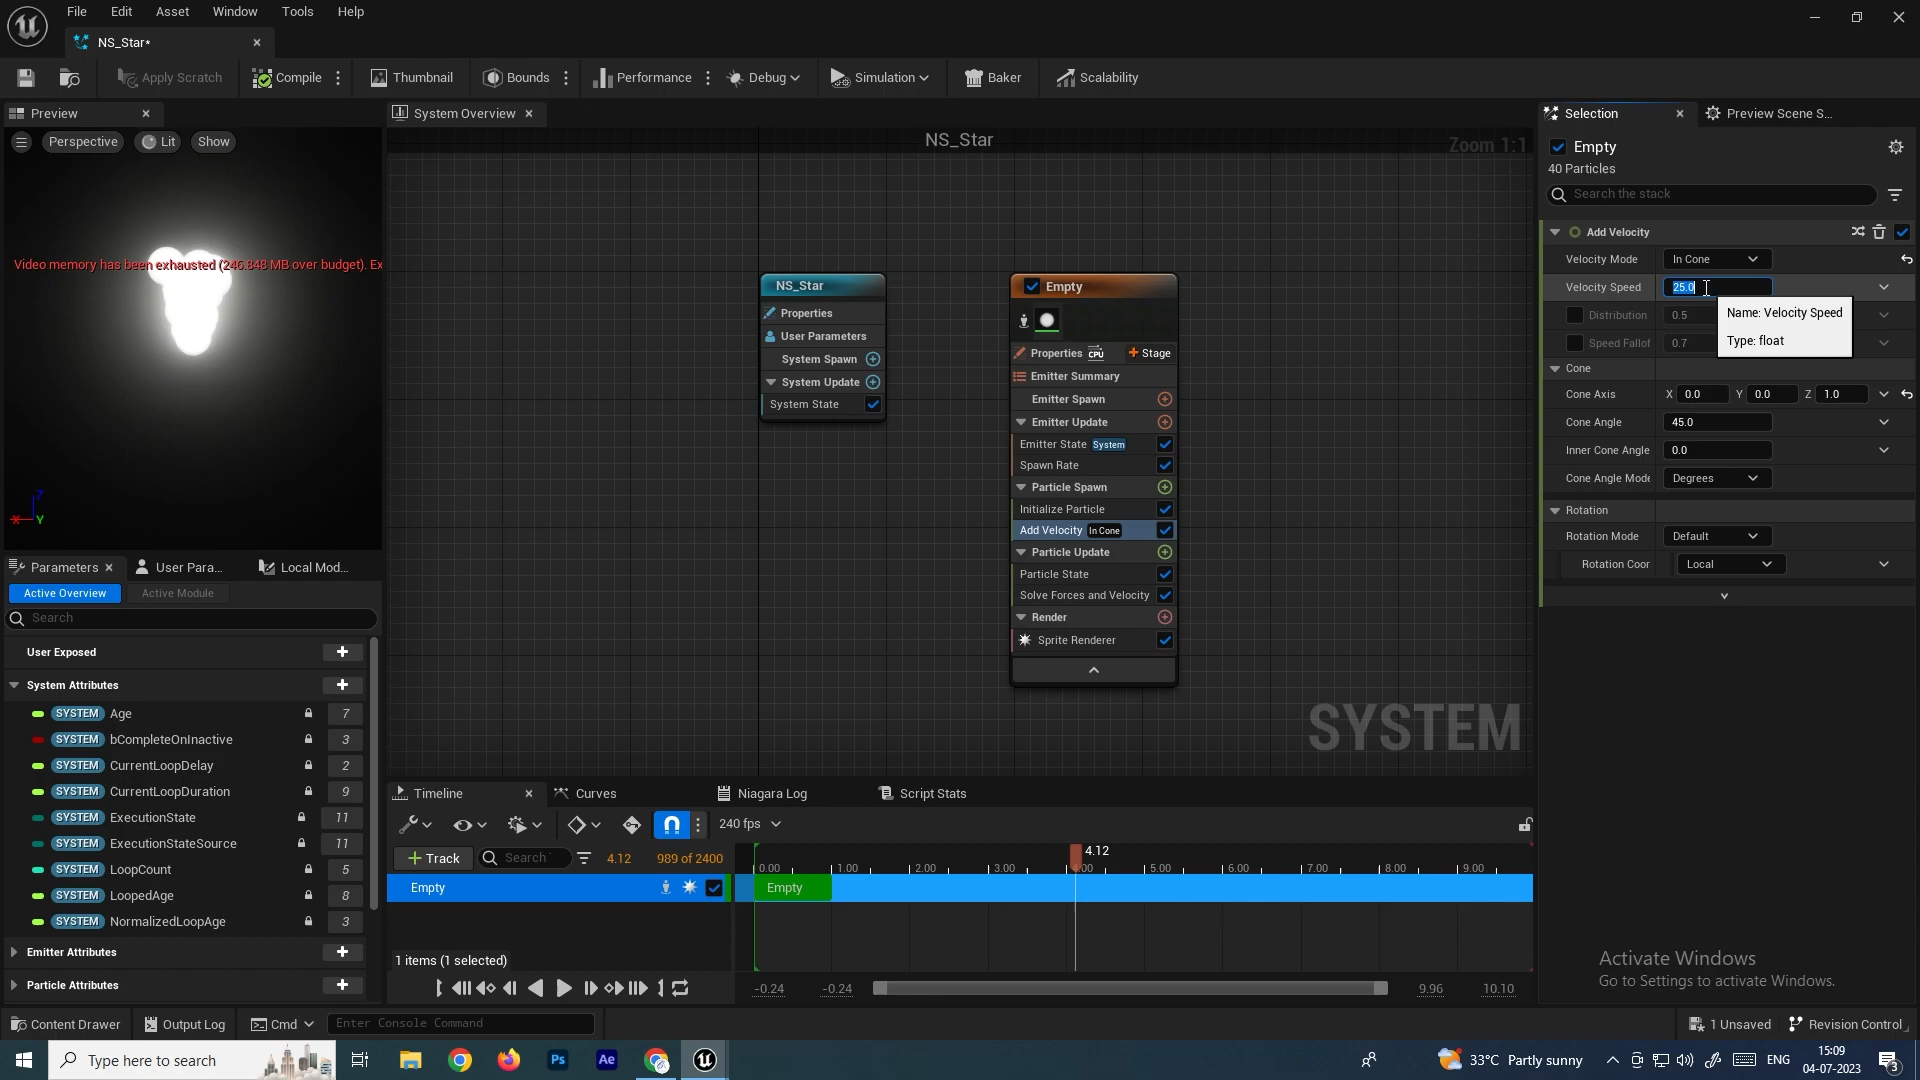 File Edit Asset Window Tools Help
NS_Star•
Apply Scratch Compile Thumbnail Bounds Performance Debug Simulation Baker Scalability
Preview
Perspective Lit Show
Video memory has been exhausted (246.848 MB over budget). Ex
Z
X Y
System Overview
NS_Star
Zoom 1:1
NS_Star
Properties
User Parameters
System Spawn
System Update
System State
Empty
Properties CPU Stage
Emitter Summary
Emitter Spawn
Emitter Update
Emitter State System
Spawn Rate
Particle Spawn
Initialize Particle
Add Velocity In Cone
Particle Update
Particle State
Solve Forces and Velocity
Render
Sprite Renderer
SYSTEM
Selection Preview Scene S...
Empty
40 Particles
Search the stack
Add Velocity
Velocity Mode In Cone
Velocity Speed 25.0
Distribution 0.5
Speed Fallof 0.7
Name: Velocity Speed
Type: float
Cone
Cone Axis X 0.0 Y 0.0 Z 1.0
Cone Angle 45.0
Inner Cone Angle 0.0
Cone Angle Mode Degrees
Rotation
Rotation Mode Default
Rotation Coor Local
Parameters User Para... Local Mod...
Active Overview Active Module
Search
User Exposed
System Attributes
SYSTEM Age 7
SYSTEM bCompleteOnInactive 3
SYSTEM CurrentLoopDelay 2
SYSTEM CurrentLoopDuration 9
SYSTEM ExecutionState 11
SYSTEM ExecutionStateSource 11
SYSTEM LoopCount 5
SYSTEM LoopedAge 8
SYSTEM NormalizedLoopAge 3
Emitter Attributes
Particle Attributes
Timeline Curves Niagara Log Script Stats
240 fps
Track Search 4.12 989 of 2400
4.12
0.00 1.00 2.00 3.00 4.00 5.00 6.00 7.00 8.00 9.00
Empty Empty
1 items (1 selected)
-0.24 -0.24 9.96 10.10
Activate Windows
Go to Settings to activate Windows.
Content Drawer Output Log Cmd Enter Console Command 1 Unsaved Revision Control
Type here to search Ps Ae 33°C Partly sunny ENG 15:09
04-07-2023 3